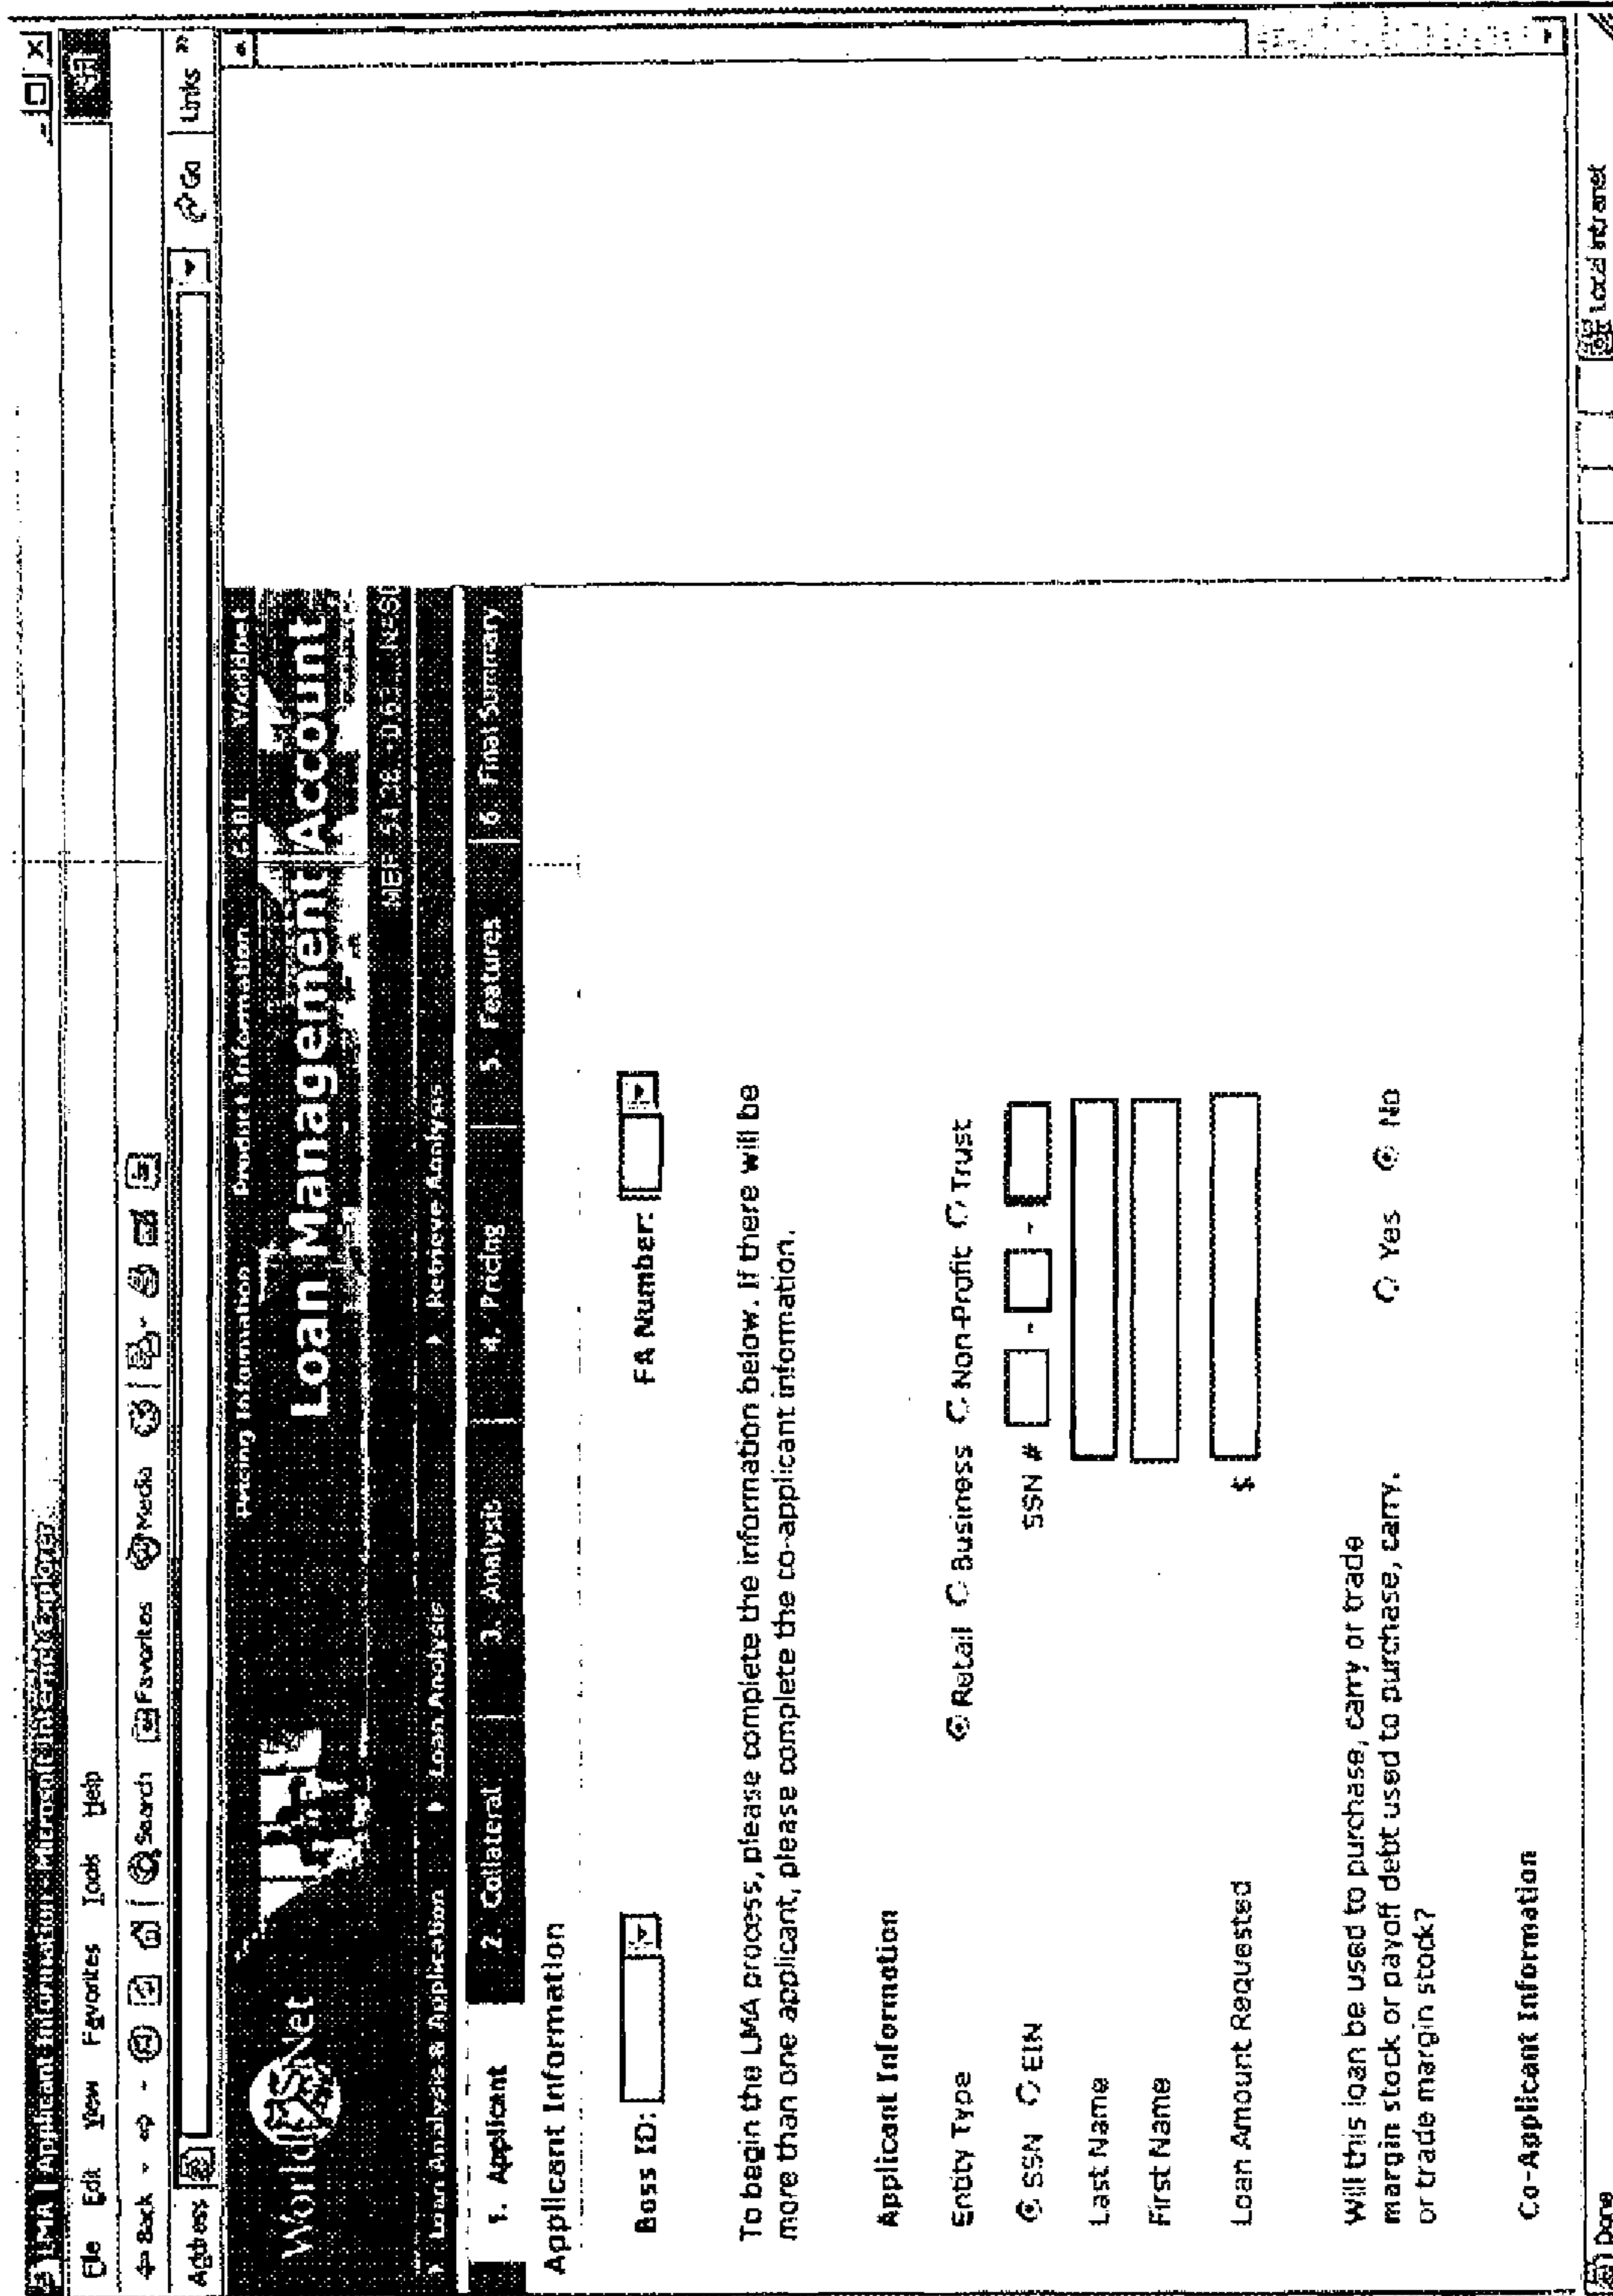 LMA | Applicant Information - Microsoft Internet Explorer
File Edit View Favorites Tools Help
Back Search Favorites Media
Address Go Links »
Pricing Information Product Information
World Net Loan Management Account
Loan Analysis & Application Loan Analysis Retrieve Analysis
1. Applicant 2. Collateral 3. Analysis 4. Pricing 5. Features 6. Final Summary
Applicant Information
Boss ID: FA Number:
To begin the LMA process, please complete the information below. If there will be
more than one applicant, please complete the co-applicant information.
Applicant Information
Entity Type Retail Business Non-Profit Trust
SSN EIN SSN # - -
Last Name
First Name
Loan Amount Requested $
Will this loan be used to purchase, carry or trade
margin stock or payoff debt used to purchase, carry.
or trade margin stock? Yes No
Co-Applicant Information
Done Local intranet